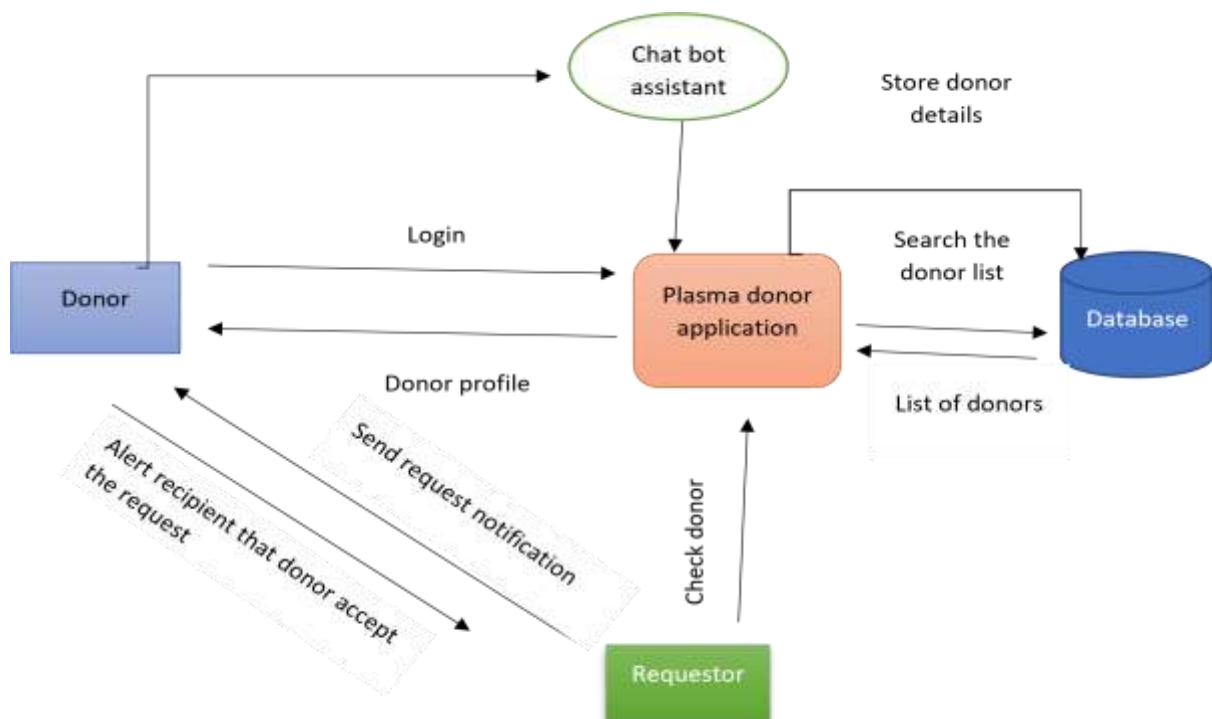 Chat bot
assistant
Store donor
details
Login
Search the
donor list
Donor
Plasma donor
application
Database
Donor profile
List of donors
Send request notification
Alert recipient that donor accept
the request
Check donor
Requestor